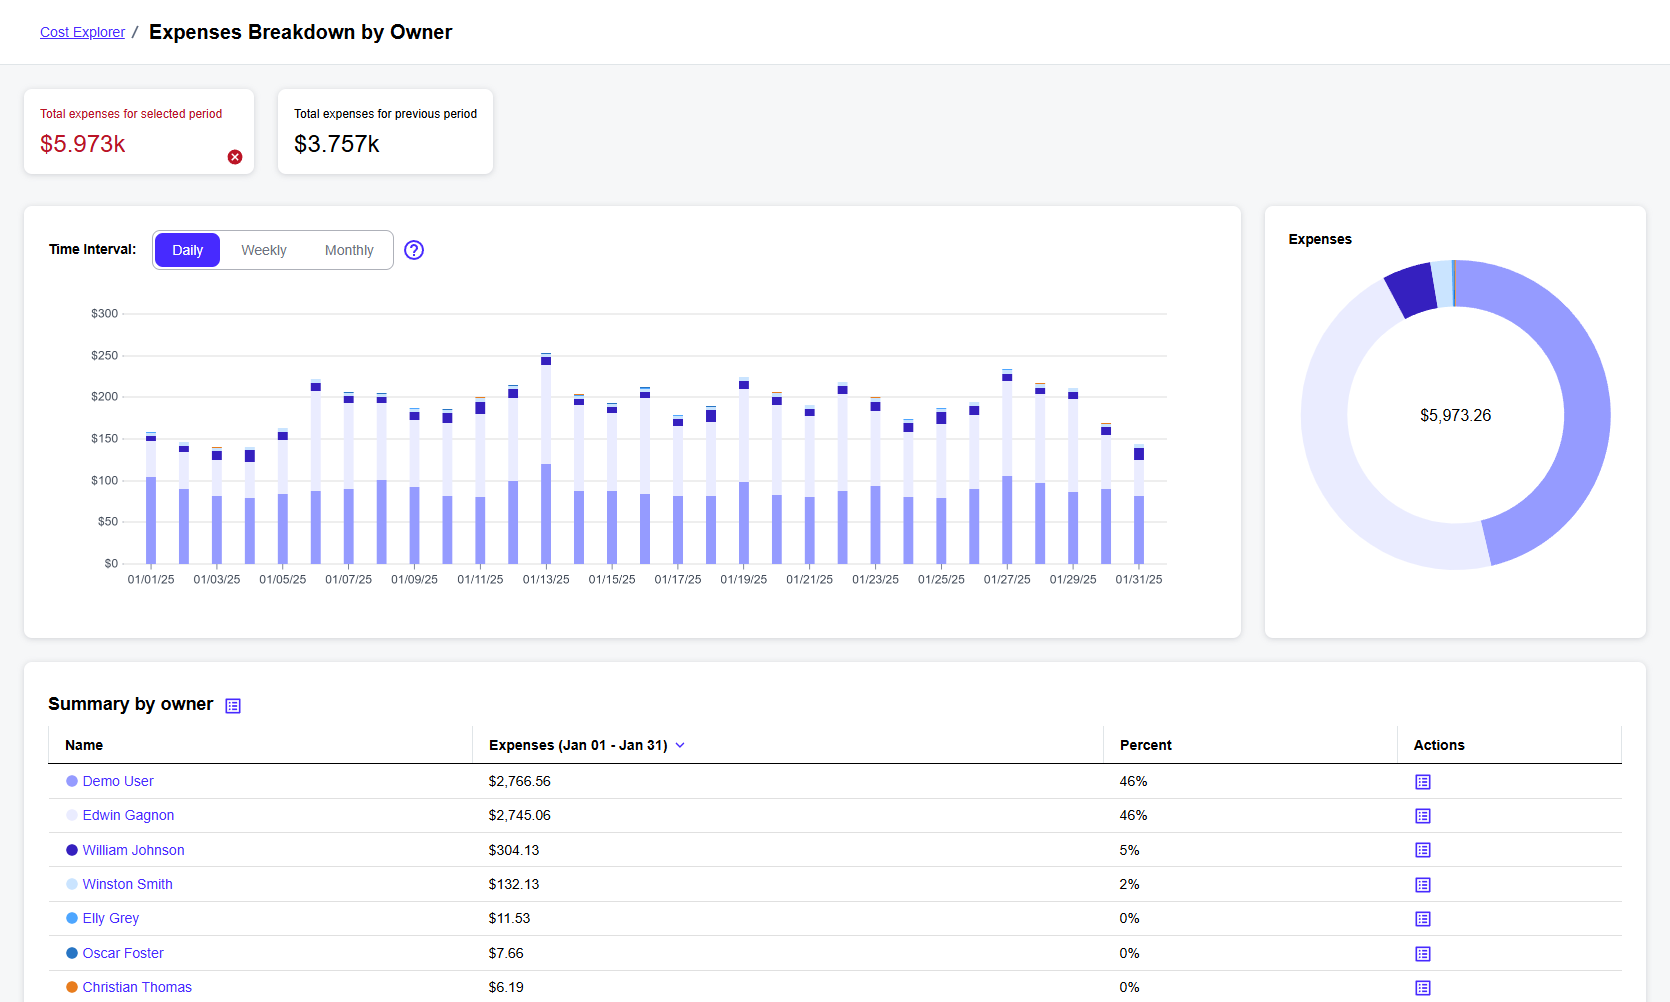 Cost Explorer / Expenses Breakdown by Owner
Total expenses for selected period
$5.973k
Total expenses for previous period
$3.757k
Time Interval: Daily Weekly Monthly ?
$300
$250
$200
$150
$100
$50
$0
01/01/25 01/03/25 01/05/25 01/07/25 01/09/25 01/11/25 01/13/25 01/15/25 01/17/25 01/19/25 01/21/25 01/23/25 01/25/25 01/27/25 01/29/25 01/31/25
Expenses
$5,973.26
Summary by owner
Name Expenses (Jan 01 - Jan 31) Percent Actions
Demo User $2,766.56 46%
Edwin Gagnon $2,745.06 46%
William Johnson $304.13 5%
Winston Smith $132.13 2%
Elly Grey $11.53 0%
Oscar Foster $7.66 0%
Christian Thomas $6.19 0%